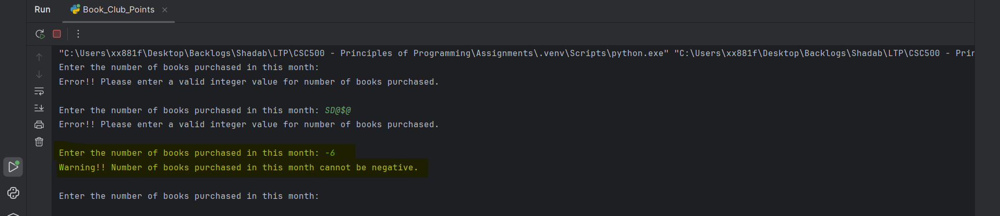 Run Book_Club_Points
"C:\Users\xx881f\Desktop\Backlogs\Shadab\LTP\CSC500 - Principles of Programming\Assignments\.venv\Scripts\python.exe" "C:\Users\xx881f\Desktop\Backlogs\Shadab\LTP\CSC500 - Prin
Enter the number of books purchased in this month:
Error!! Please enter a valid integer value for number of books purchased.
Enter the number of books purchased in this month: SD@$@
Error!! Please enter a valid integer value for number of books purchased.
Enter the number of books purchased in this month: -6
Warning!! Number of books purchased in this month cannot be negative.
Enter the number of books purchased in this month: